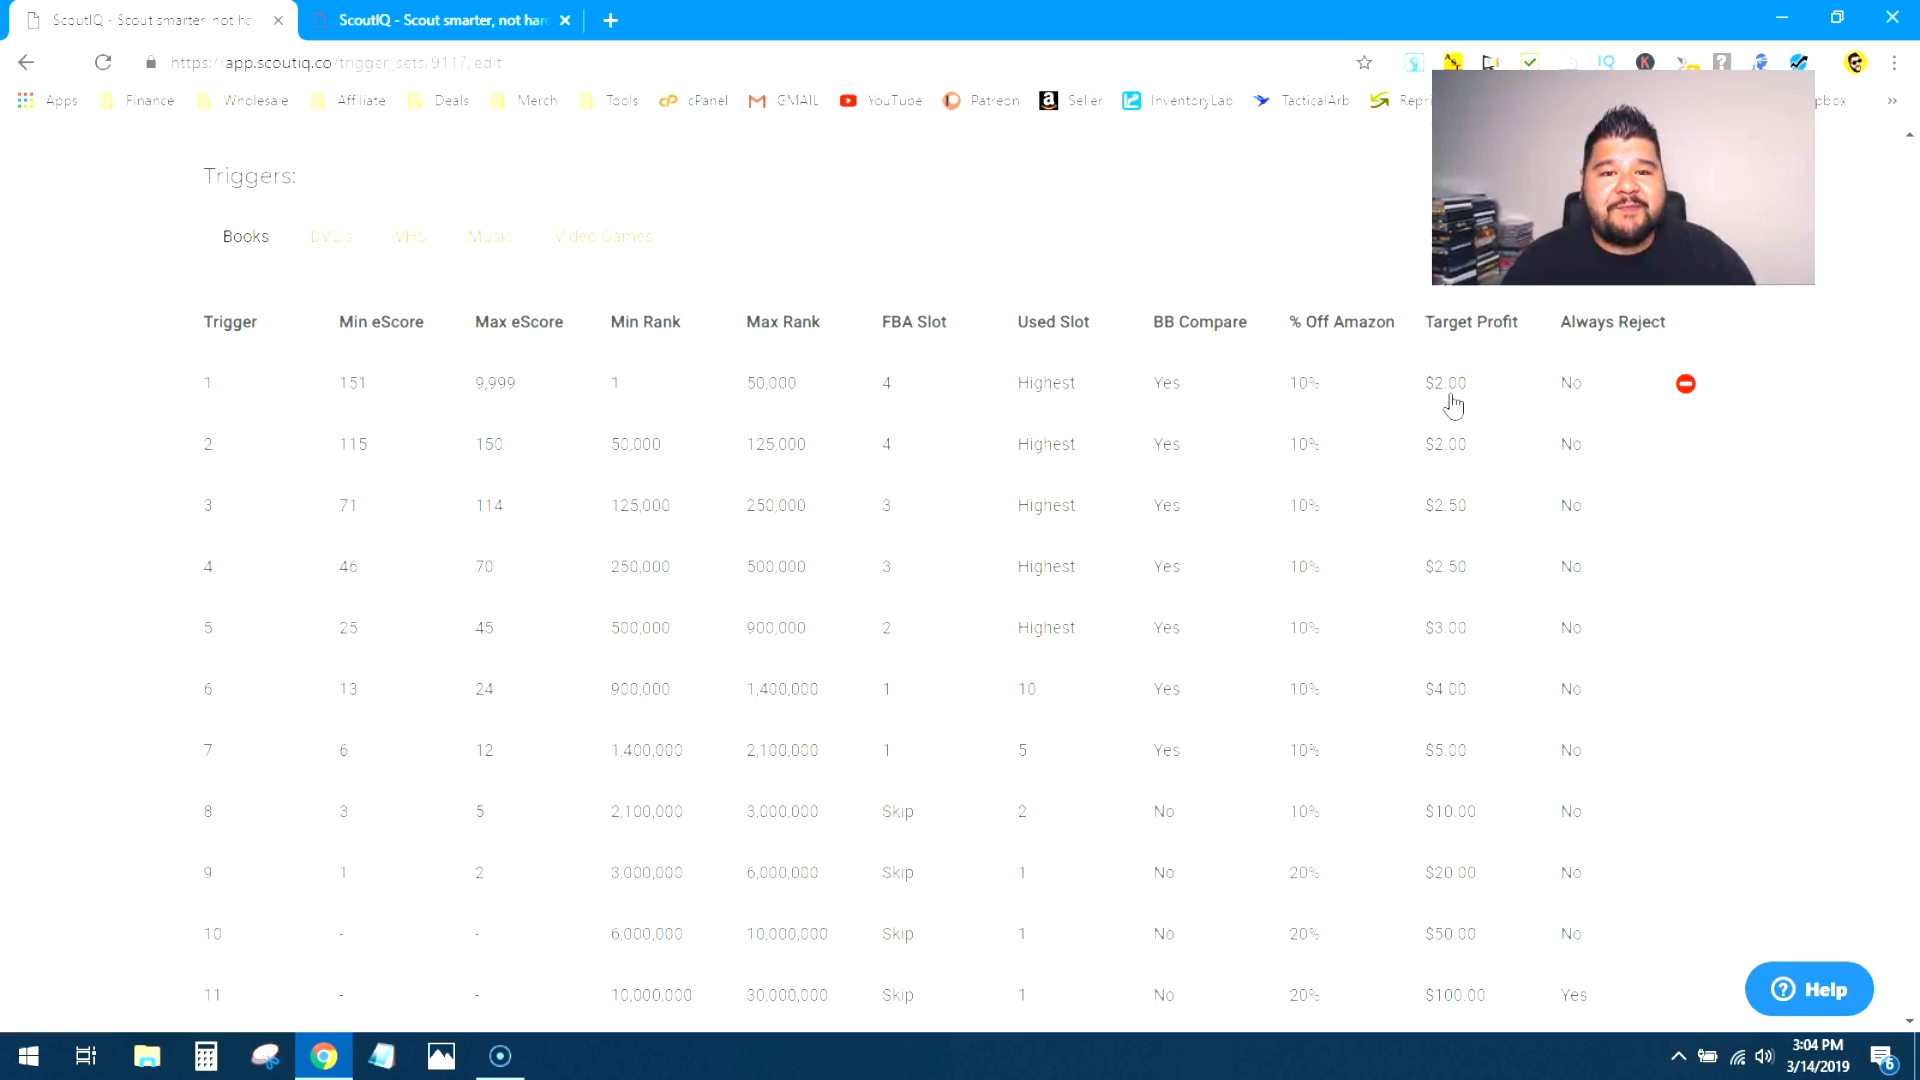 ScoutIQ - Scout smarter, not ha
ScoutIQ - Scout smarter, not har
https://app.scoutiq.co/trigger_sets/9117/edit
Apps Finance Wholesale Affiliate Deals Merch Tools cPanel GMAIL YouTube Patreon Seller InventoryLab TacticalArb Repri pbox
Triggers:
Books DVD's VHS Music Video Games
Trigger Min eScore Max eScore Min Rank Max Rank FBA Slot Used Slot BB Compare % Off Amazon Target Profit Always Reject
1 151 9,999 1 50,000 4 Highest Yes 10% $2.00 No
2 115 150 50,000 125,000 4 Highest Yes 10% $2.00 No
3 71 114 125,000 250,000 3 Highest Yes 10% $2.50 No
4 46 70 250,000 500,000 3 Highest Yes 10% $2.50 No
5 25 45 500,000 900,000 2 Highest Yes 10% $3.00 No
6 13 24 900,000 1,400,000 1 10 Yes 10% $4.00 No
7 6 12 1,400,000 2,100,000 1 5 Yes 10% $5.00 No
8 3 5 2,100,000 3,000,000 Skip 2 No 10% $10.00 No
9 1 2 3,000,000 6,000,000 Skip 1 No 20% $20.00 No
10 - - 6,000,000 10,000,000 Skip 1 No 20% $50.00 No
11 - - 10,000,000 30,000,000 Skip 1 No 20% $100.00 Yes
? Help
3:04 PM
3/14/2019
6